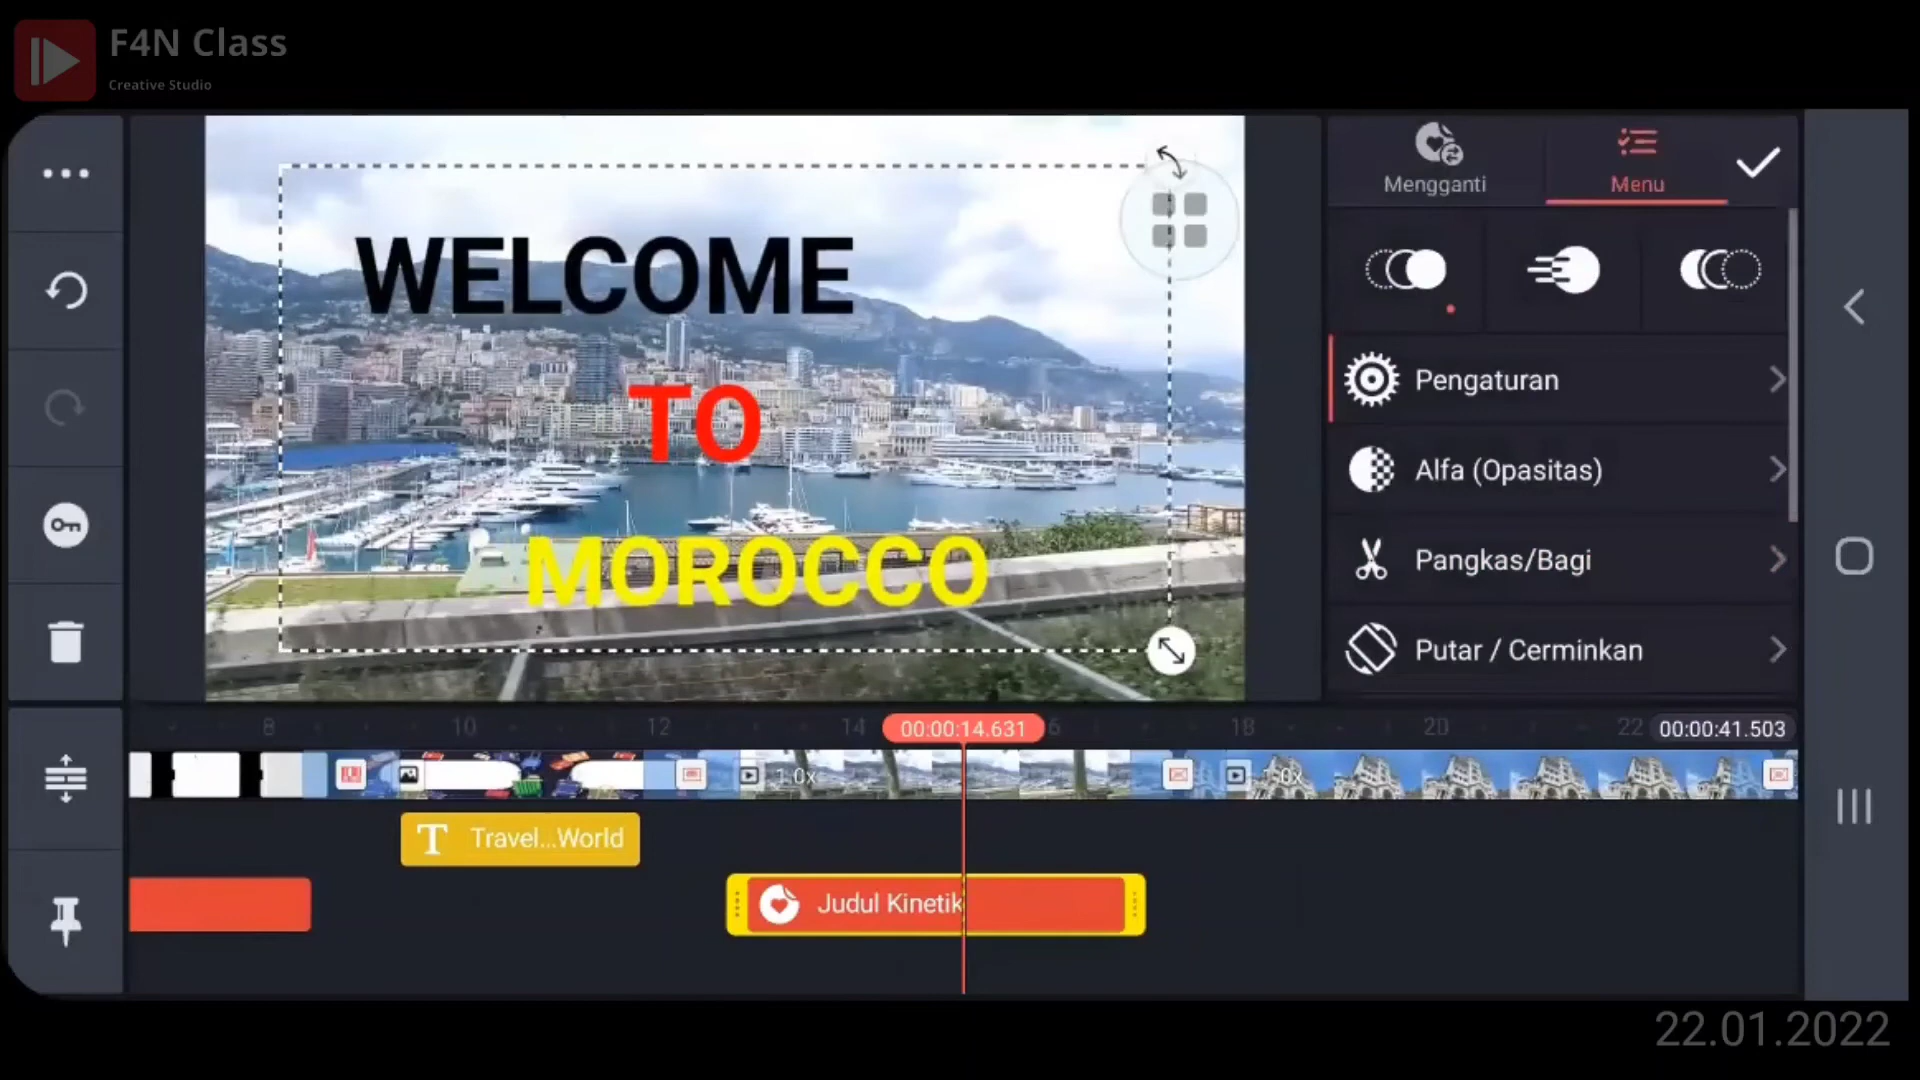 F4N Class
Creative Studio
Mengganti
Menu
WELCOME
TO
MOROCCO
Pengaturan
Alfa (Opasitas)
Pangkas/Bagi
Putar / Cerminkan
8 10 12 14 00:00:14.631 6 18 20 22 00:00:41.503
1.0x
T Travel...World
Judul Kinetik
22.01.2022